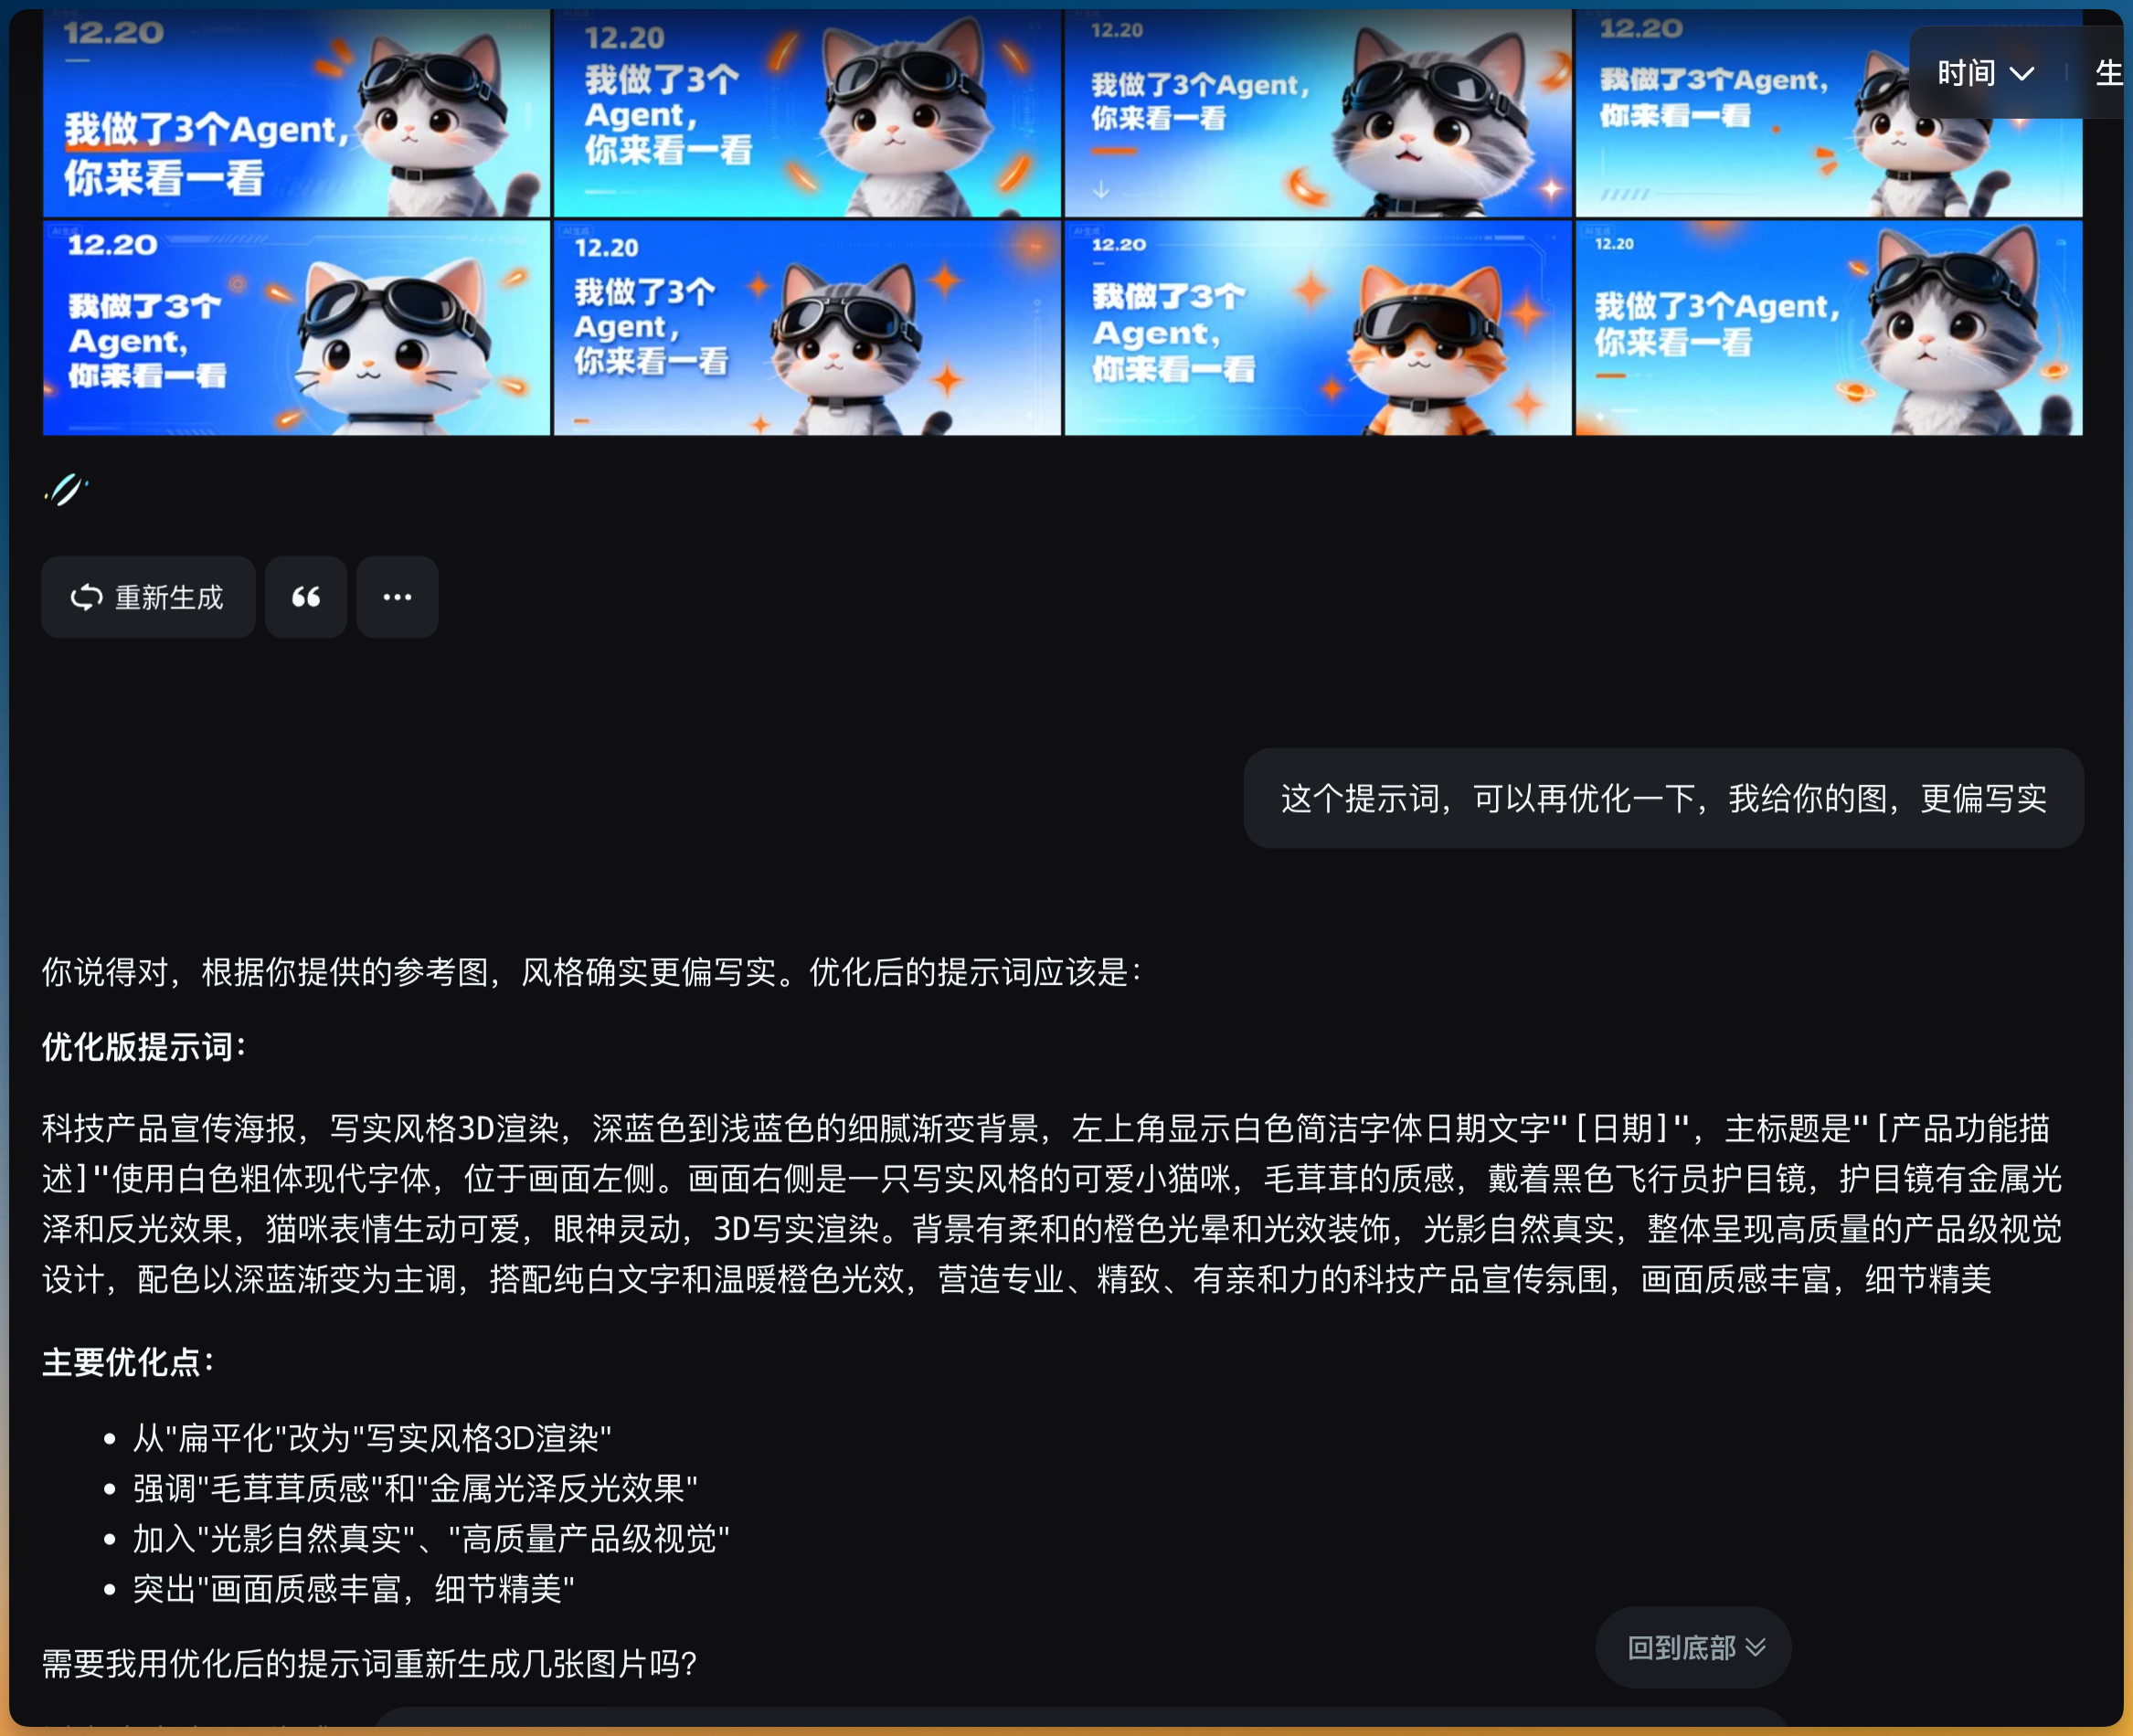 12.20
我做了3个Agent,
你来看一看
12.20
我做了3个
Agent,
你来看一看
12.20
我做了3个Agent,
你来看一看
12.20
我做了3个Agent,
你来看一看
时间
生
AI生成
12.20
我做了3个
Agent,
你来看一看
AI生成
12.20
我做了3个
Agent,
你来看一看
AI生成
12.20
我做了3个
Agent,
你来看一看
AI生成
12.20
我做了3个Agent,
你来看一看
重新生成
这个提示词，可以再优化一下，我给你的图，更偏写实
你说得对，根据你提供的参考图，风格确实更偏写实。优化后的提示词应该是：
优化版提示词：
科技产品宣传海报，写实风格3D渲染，深蓝色到浅蓝色的细腻渐变背景，左上角显示白色简洁字体日期文字"[日期]"，主标题是"[产品功能描
述]"使用白色粗体现代字体，位于画面左侧。画面右侧是一只写实风格的可爱小猫咪，毛茸茸的质感，戴着黑色飞行员护目镜，护目镜有金属光
泽和反光效果，猫咪表情生动可爱，眼神灵动，3D写实渲染。背景有柔和的橙色光晕和光效装饰，光影自然真实，整体呈现高质量的产品级视觉
设计，配色以深蓝渐变为主调，搭配纯白文字和温暖橙色光效，营造专业、精致、有亲和力的科技产品宣传氛围，画面质感丰富，细节精美
主要优化点：
• 从"扁平化"改为"写实风格3D渲染"
• 强调"毛茸茸质感"和"金属光泽反光效果"
• 加入"光影自然真实"、"高质量产品级视觉"
• 突出"画面质感丰富，细节精美"
回到底部
需要我用优化后的提示词重新生成几张图片吗？